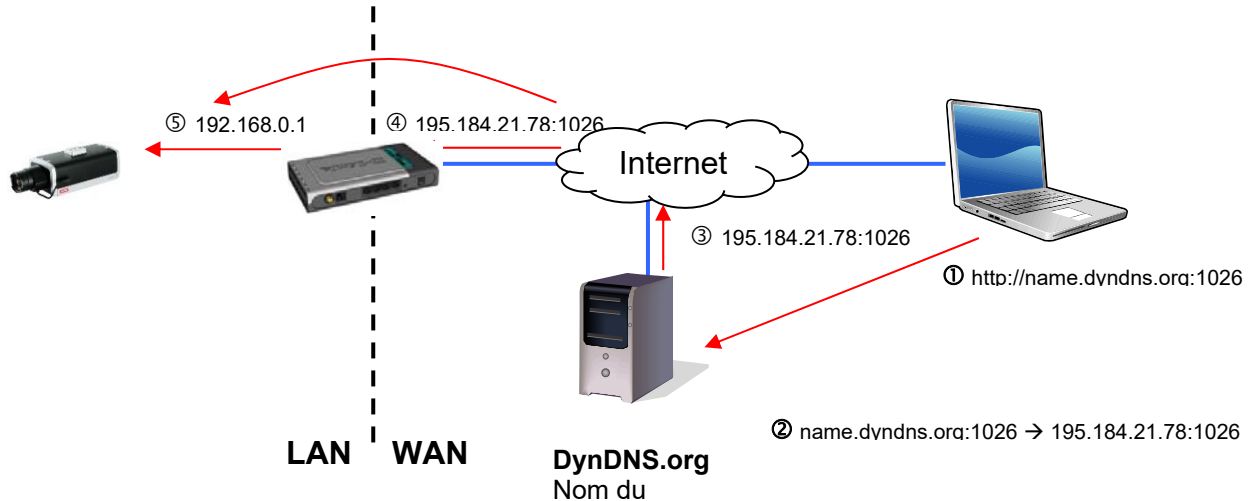 ⑤ 192.168.0.1
④ 195.184.21.78:1026
Internet
③ 195.184.21.78:1026
① http://name.dyndns.org:1026
② name.dyndns.org:1026 → 195.184.21.78:1026
LAN
WAN
DynDNS.org
Nom du